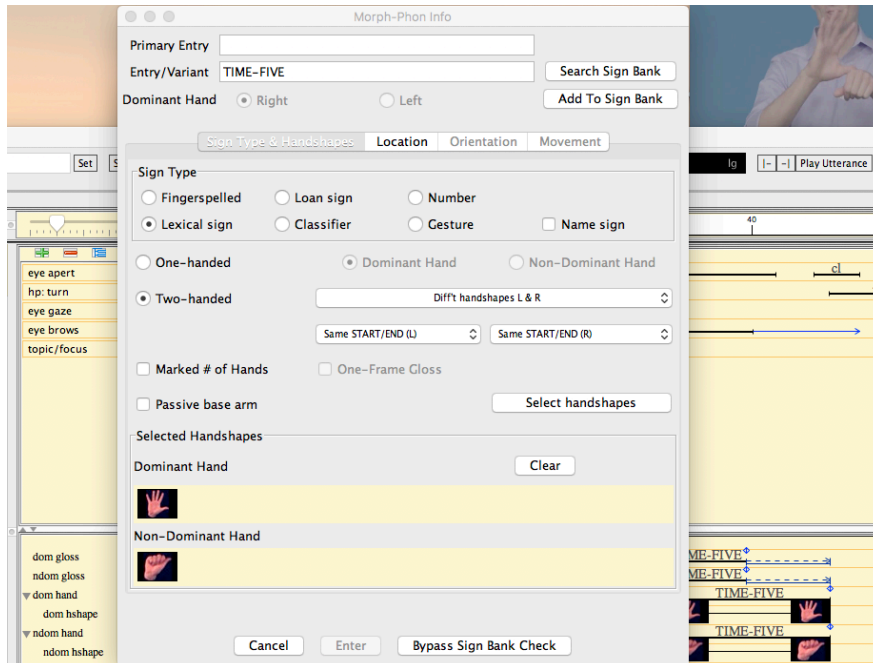 Morph-Phon Info
Primary Entry
Entry/Variant TIME-FIVE Search Sign Bank
Dominant Hand Right Left Add To Sign Bank
Sign Type & Handshapes Location Orientation Movement
Set S lg |- -| Play Utterance
Sign Type
Fingerspelled Loan sign Number
Lexical sign Classifier Gesture Name sign
40
eye apert cl
One-handed Dominant Hand Non-Dominant Hand
hp: turn
Two-handed Diff't handshapes L & R
eye gaze
eye brows
Same START/END (L) Same START/END (R)
topic/focus
Marked # of Hands One-Frame Gloss
Passive base arm Select handshapes
Selected Handshapes
Dominant Hand Clear
Non-Dominant Hand
dom gloss ME-FIVE
ndom gloss ME-FIVE
dom hand TIME-FIVE
dom hshape
ndom hand TIME-FIVE
ndom hshape
Cancel Enter Bypass Sign Bank Check